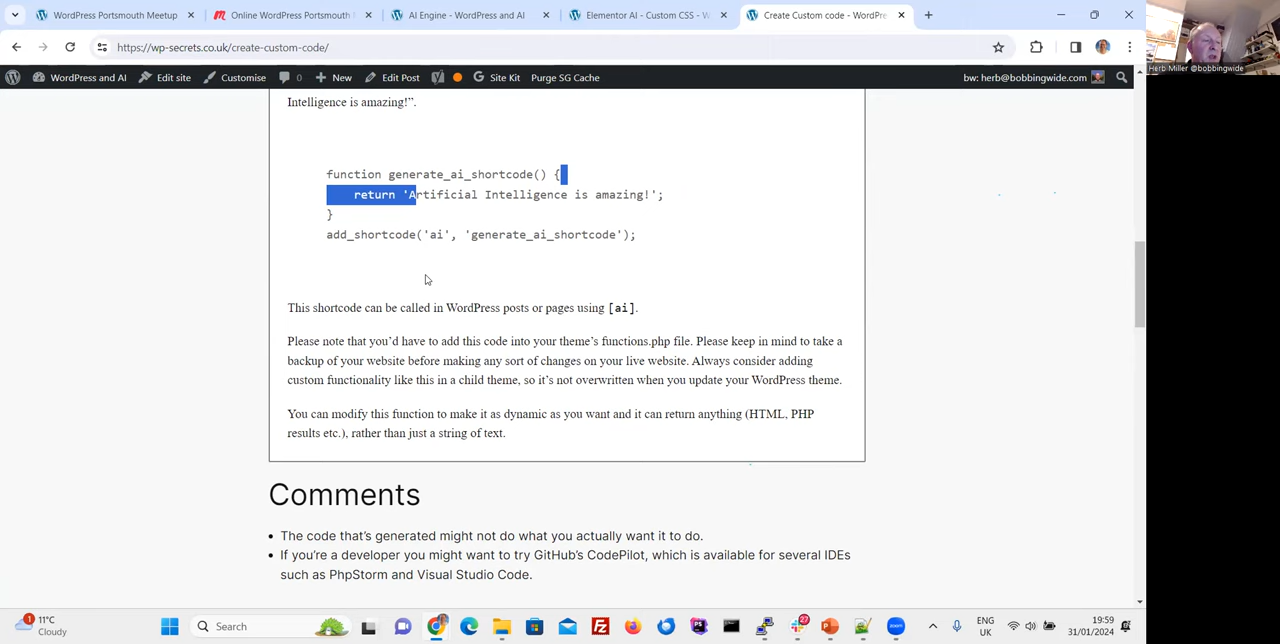 WordPress Portsmouth Meetup
Online WordPress Portsmouth
AI Engine - WordPress and AI
Elementor AI - Custom CSS - W
Create Custom code - WordPre
https://wp-secrets.co.uk/create-custom-code/
WordPress and AI
Edit site
Customise
0
New
Edit Post
Site Kit
Purge SG Cache
bw: herb@bobbingwide.com
Herb Miller @bobbingwide
Intelligence is amazing!”.
function generate_ai_shortcode() {
return 'Artificial Intelligence is amazing!';
}
add_shortcode('ai', 'generate_ai_shortcode');
This shortcode can be called in WordPress posts or pages using [ai].
Please note that you’d have to add this code into your theme’s functions.php file. Please keep in mind to take a
backup of your website before making any sort of changes on your live website. Always consider adding
custom functionality like this in a child theme, so it’s not overwritten when you update your WordPress theme.
You can modify this function to make it as dynamic as you want and it can return anything (HTML, PHP
results etc.), rather than just a string of text.
Comments
The code that’s generated might not do what you actually want it to do.
If you’re a developer you might want to try GitHub’s CodePilot, which is available for several IDEs
such as PhpStorm and Visual Studio Code.
1
11°C
Cloudy
Search
27
zoom
ENG
UK
19:59
31/01/2024